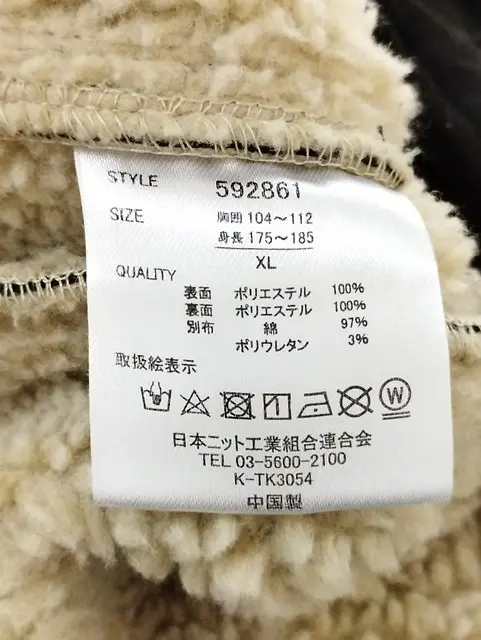 STYLE 592861
SIZE 胸囲 104～112
身長 175～185
XL
QUALITY
表面 ポリエステル 100%
裏面 ポリエステル 100%
別布 綿 97%
ポリウレタン 3%
取扱絵表示
W
日本ニット工業組合連合会
TEL 03-5600-2100
K-TK3054
中国製